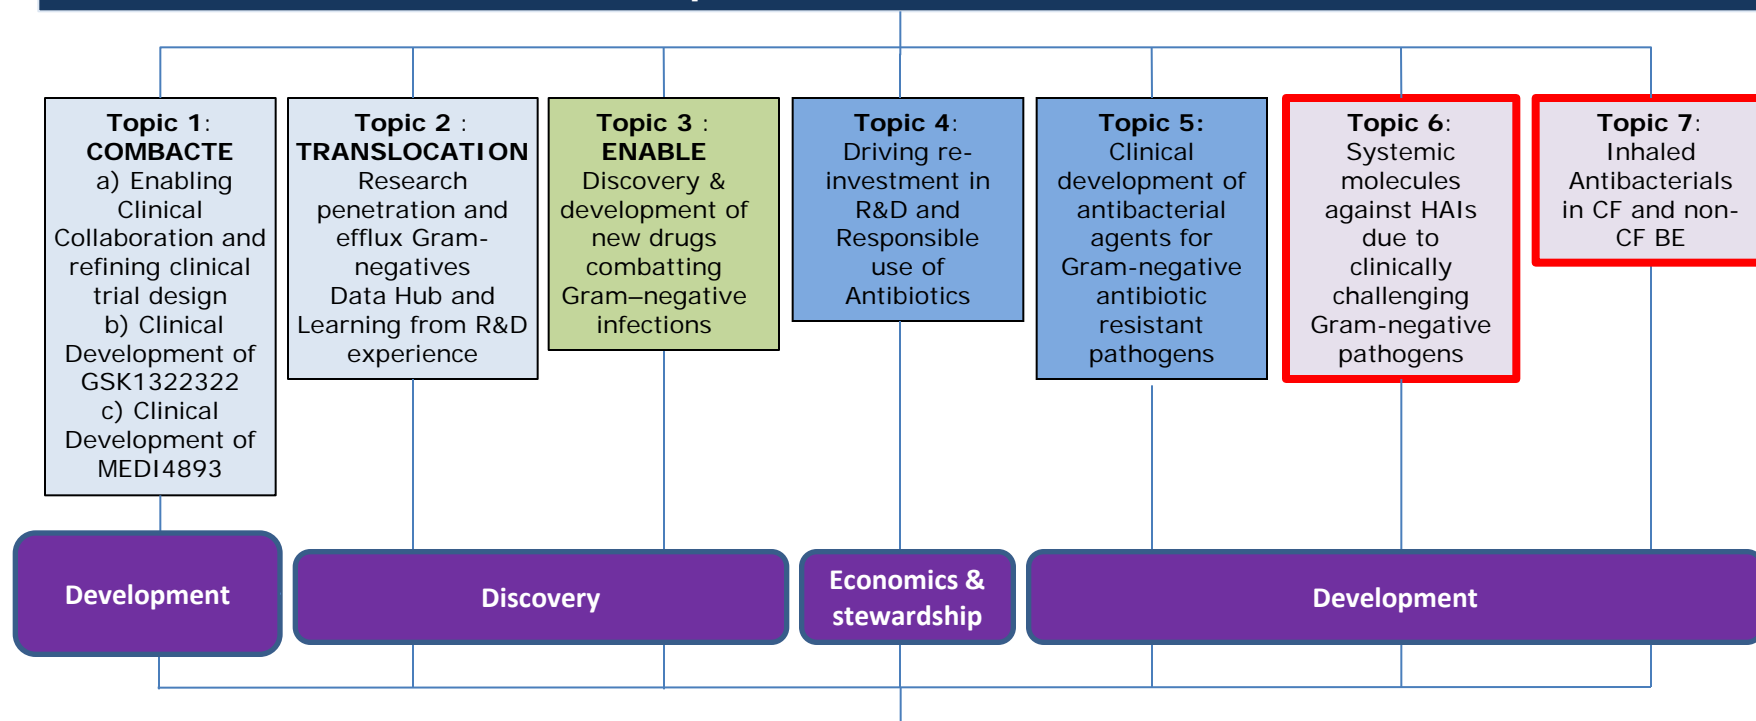 Topic 1:
COMBACTE
a) Enabling
Clinical
Collaboration and
refining clinical
trial design
b) Clinical
Development of
GSK1322322
c) Clinical
Development of
MEDI4893
Topic 2 :
TRANSLOCATION
Research
penetration and
efflux Gram-
negatives
Data Hub and
Learning from R&D
experience
Topic 3 :
ENABLE
Discovery &
development of
new drugs
combatting
Gram–negative
infections
Topic 4:
Driving re-
investment in
R&D and
Responsible
use of
Antibiotics
Topic 5:
Clinical
development of
antibacterial
agents for
Gram-negative
antibiotic
resistant
pathogens
Topic 6:
Systemic
molecules
against HAIs
due to
clinically
challenging
Gram-negative
pathogens
Topic 7:
Inhaled
Antibacterials
in CF and non-
CF BE
Development
Discovery
Economics &
stewardship
Development